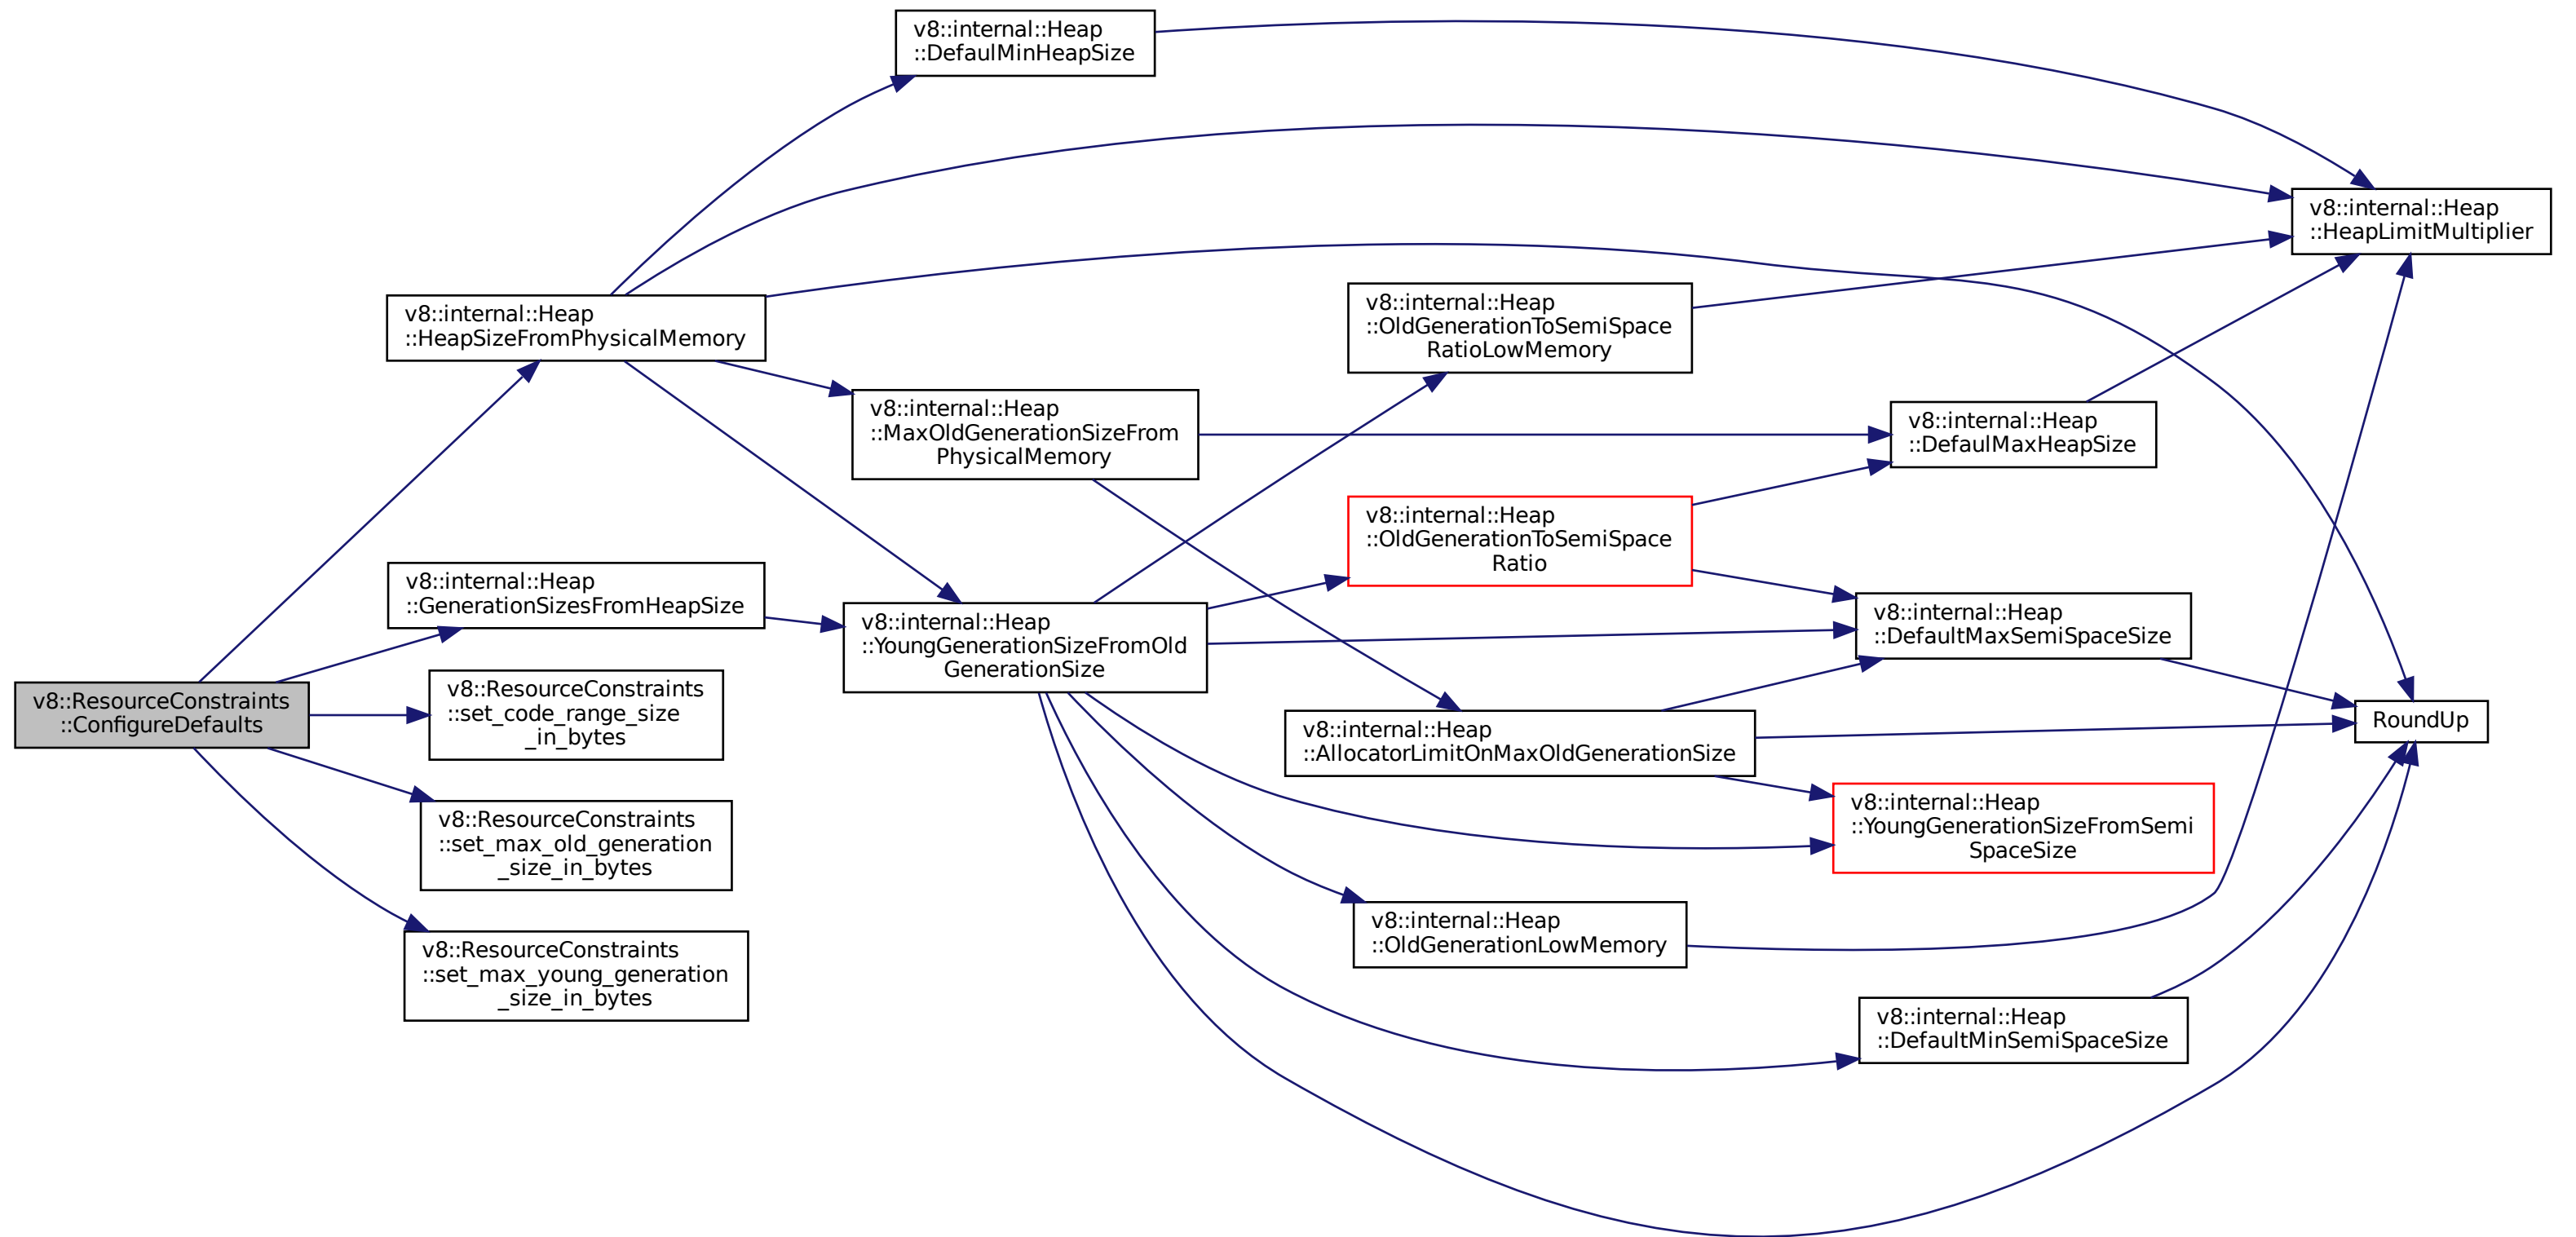 v8::internal::Heap
::DefaulMinHeapSize
v8::internal::Heap
::HeapLimitMultiplier
v8::internal::Heap
::HeapSizeFromPhysicalMemory
v8::internal::Heap
::OldGenerationToSemiSpace
RatioLowMemory
v8::internal::Heap
::MaxOldGenerationSizeFrom
PhysicalMemory
v8::internal::Heap
::DefaulMaxHeapSize
v8::internal::Heap
::OldGenerationToSemiSpace
Ratio
v8::internal::Heap
::GenerationSizesFromHeapSize
v8::internal::Heap
::YoungGenerationSizeFromOld
GenerationSize
v8::internal::Heap
::DefaultMaxSemiSpaceSize
v8::ResourceConstraints
::ConfigureDefaults
v8::ResourceConstraints
::set_code_range_size
_in_bytes
v8::internal::Heap
::AllocatorLimitOnMaxOldGenerationSize
RoundUp
v8::ResourceConstraints
::set_max_old_generation
_size_in_bytes
v8::internal::Heap
::YoungGenerationSizeFromSemi
SpaceSize
v8::internal::Heap
::OldGenerationLowMemory
v8::ResourceConstraints
::set_max_young_generation
_size_in_bytes
v8::internal::Heap
::DefaultMinSemiSpaceSize